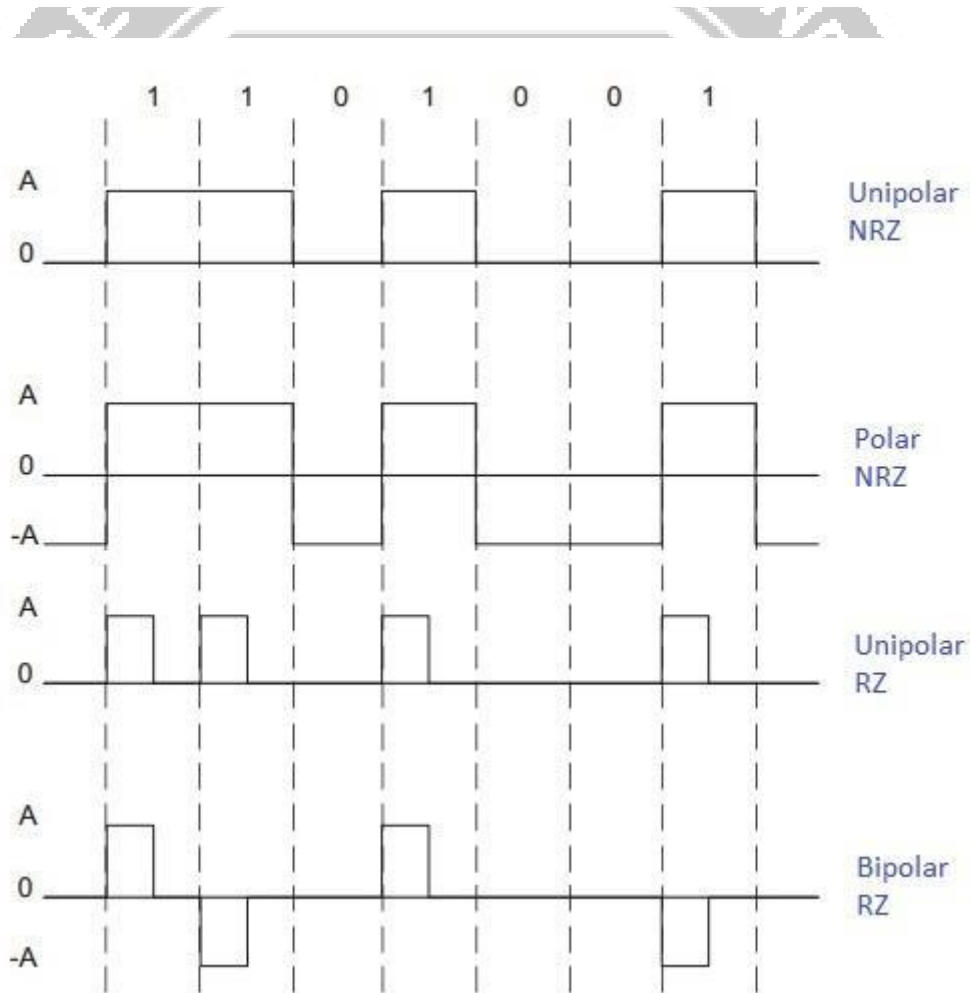 1 1 0 1 0 0 1
A
Unipolar
NRZ
0
A
Polar
0
NRZ
-A
A
Unipolar
0
RZ
A
Bipolar
0
RZ
-A